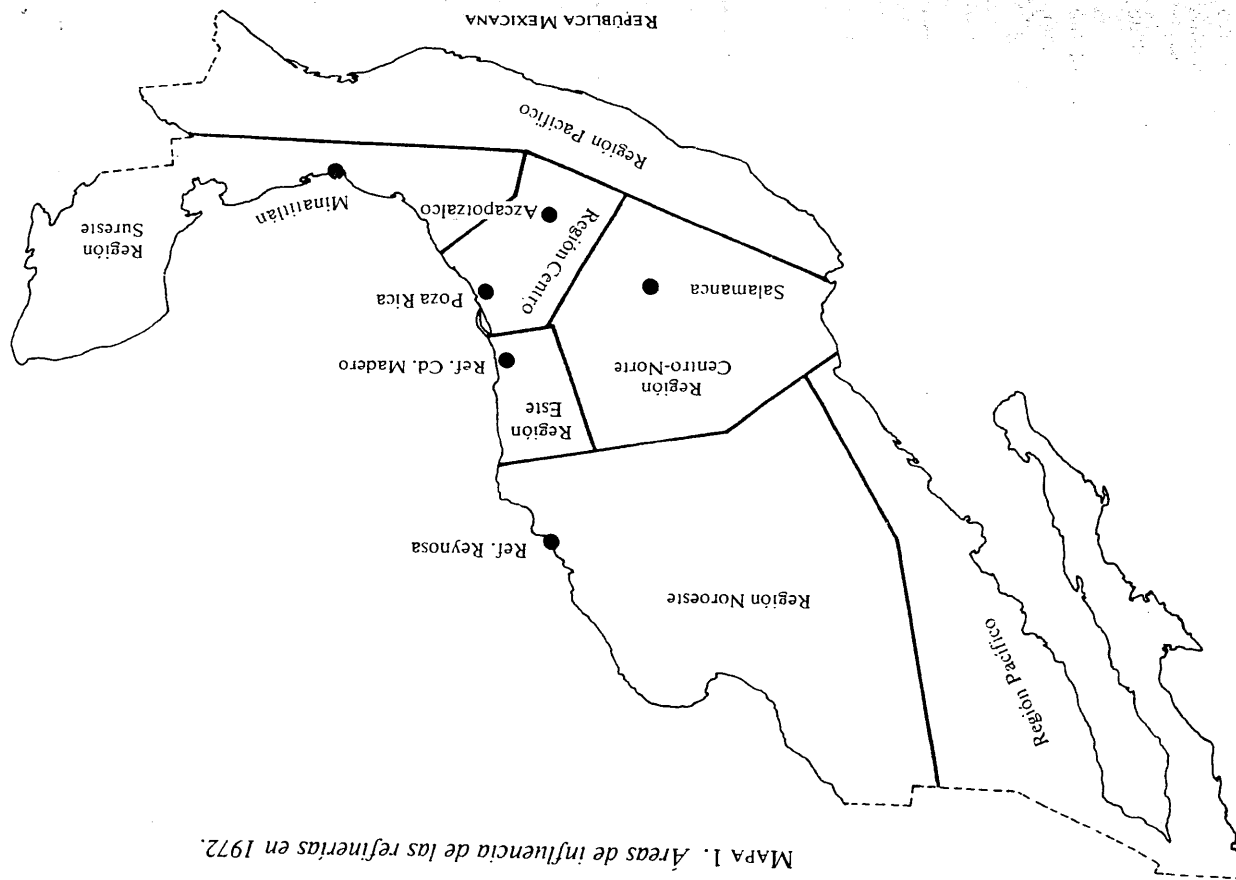 MAPA 1. Áreas de influencia de las refinerías en 1972.
Región Pacífico
Región Noroeste
Ref. Reynosa
Región
Este
Región
Centro-Norte
Ref. Cd. Madero
Salamanca
Poza Rica
Región Centro
Azcapotzalco
Región
Sureste
Minatitlán
Región Pacífico
REPÚBLICA MEXICANA